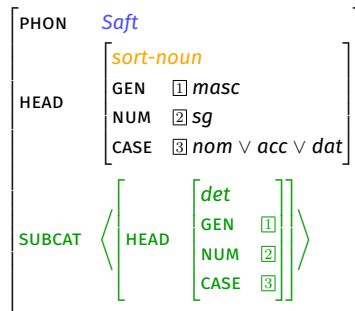 PHON Saft
sort-noun
GEN 1 masc
HEAD NUM 2 sg
CASE 3 nom ∨ acc ∨ dat
det
GEN 1
SUBCAT ⟨ HEAD NUM 2 ⟩
CASE 3